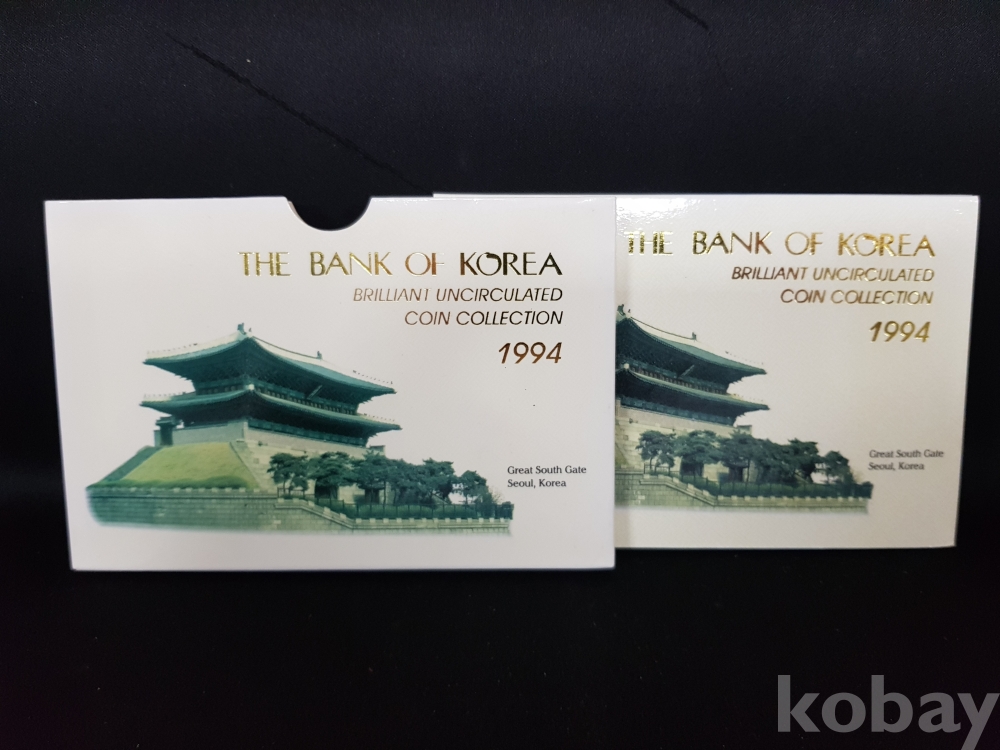 THE BANK OF KOREA
BRILLIANT UNCIRCULATED
COIN COLLECTION
1994
Great South Gate
Seoul, Korea
THE BANK OF KOREA
BRILLIANT UNCIRCULATED
COIN COLLECTION
1994
Great South Gate
Seoul, Korea
kobay